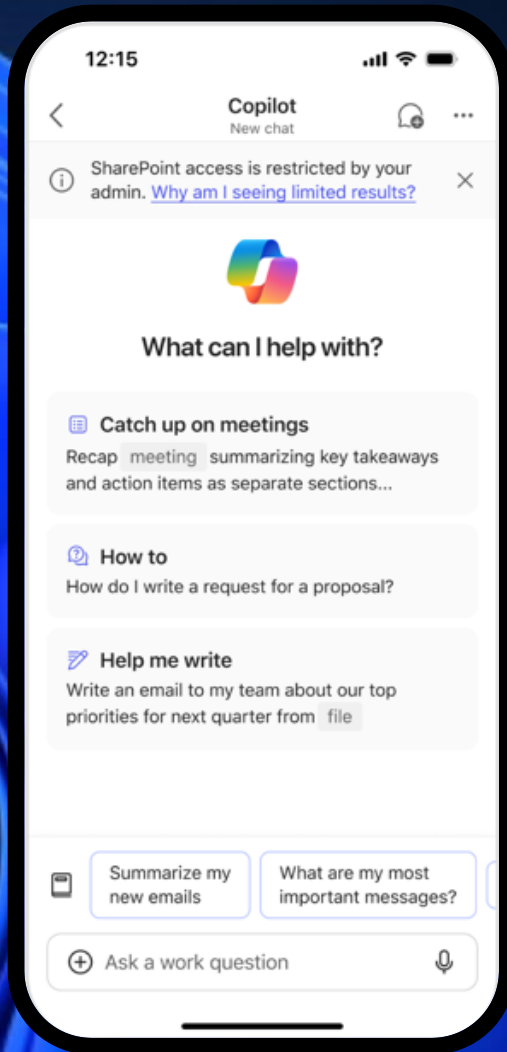 12:15
Copilot
New chat
SharePoint access is restricted by your
admin. Why am I seeing limited results?
What can I help with?
Catch up on meetings
Recap meeting summarizing key takeaways
and action items as separate sections...
How to
How do I write a request for a proposal?
Help me write
Write an email to my team about our top
priorities for next quarter from file
Summarize my
new emails
What are my most
important messages?
Ask a work question